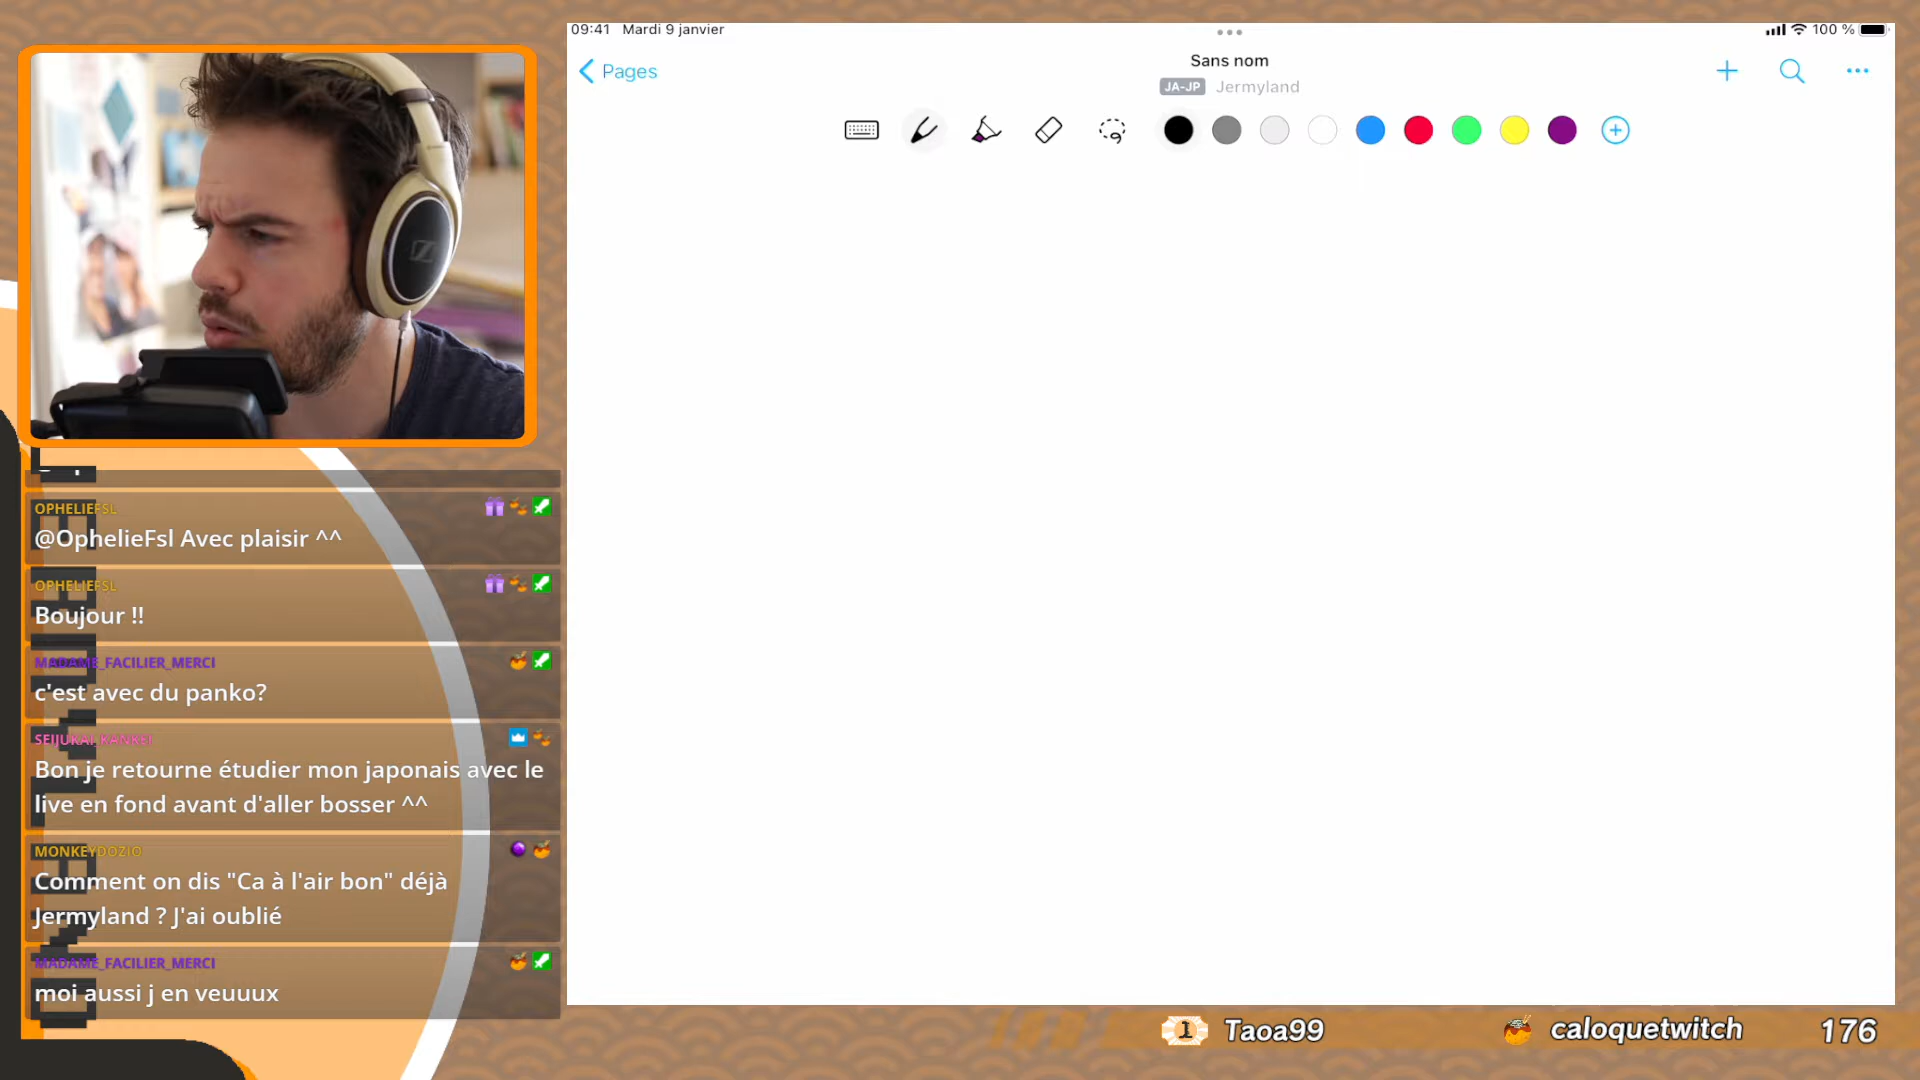 09:41 Mardi 9 janvier
100 %
Pages
Sans nom
JA-JP Jermyland
OPHELIEFSL
@OphelieFsl Avec plaisir ^^
OPHELIEFSL
Boujour !!
MADAME_FACILIER_MERCI
c'est avec du panko?
SEIJUKAI_KANKEI
Bon je retourne étudier mon japonais avec le
live en fond avant d'aller bosser ^^
MONKEYDOZIO
Comment on dis "Ca à l'air bon" déjà
Jermyland ? J'ai oublié
MADAME_FACILIER_MERCI
moi aussi j en veuuux
1 Taoa99
caloquetwitch 176